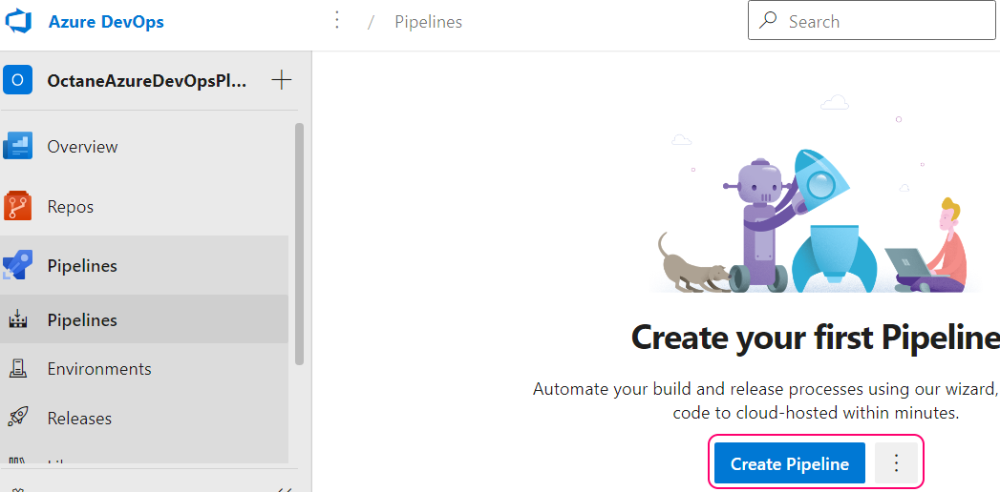 Azure DevOps
/ Pipelines
Search
O
OctaneAzureDevOpsPl...
Overview
Repos
Pipelines
Pipelines
Environments
Releases
Create your first Pipeline
Automate your build and release processes using our wizard,
code to cloud-hosted within minutes.
Create Pipeline